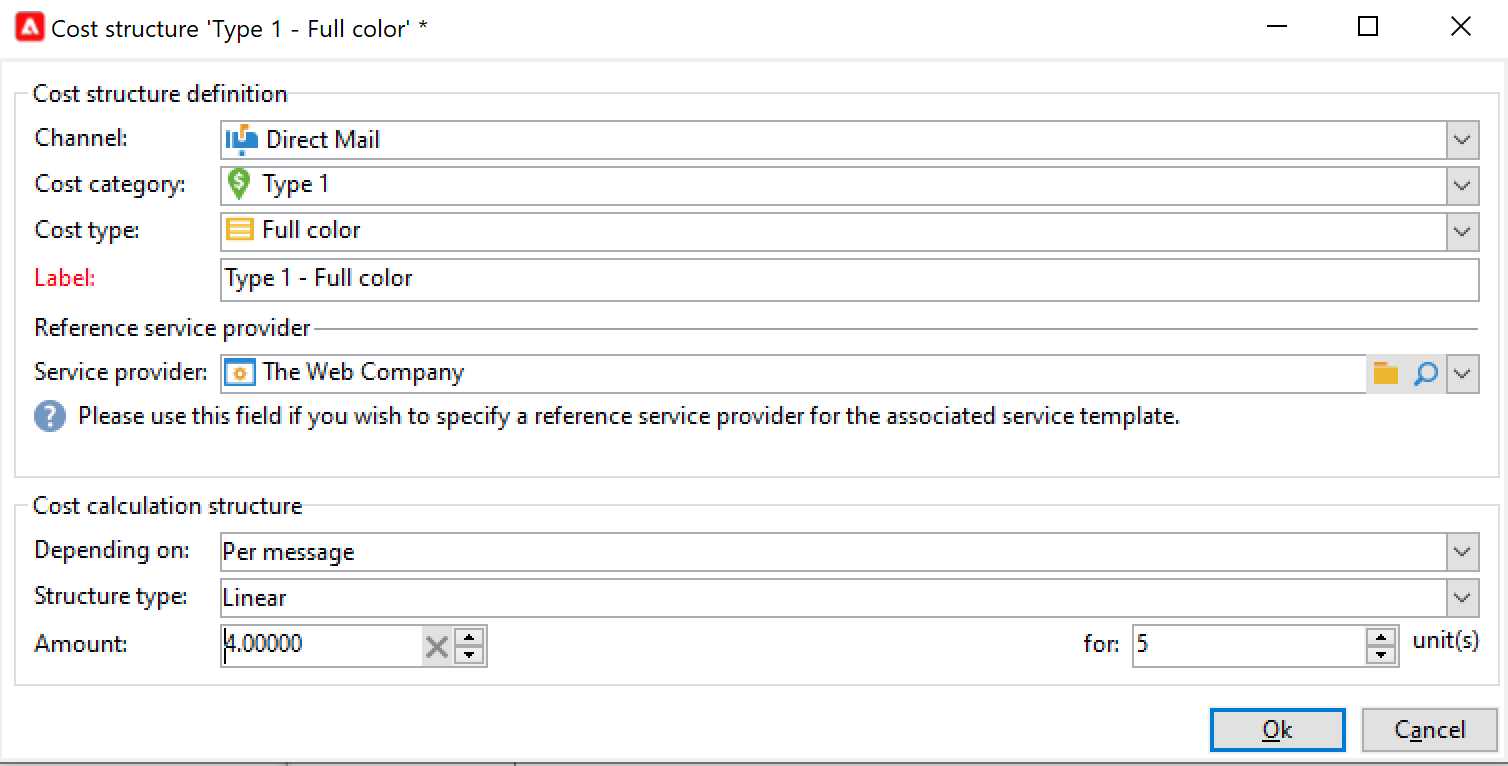 Cost structure 'Type 1 - Full color' *
Cost structure definition
Channel: Direct Mail
Cost category: Type 1
Cost type: Full color
Label: Type 1 - Full color
Reference service provider
Service provider: The Web Company
Please use this field if you wish to specify a reference service provider for the associated service template.
Cost calculation structure
Depending on: Per message
Structure type: Linear
Amount: 4.00000 for: 5 unit(s)
Ok Cancel